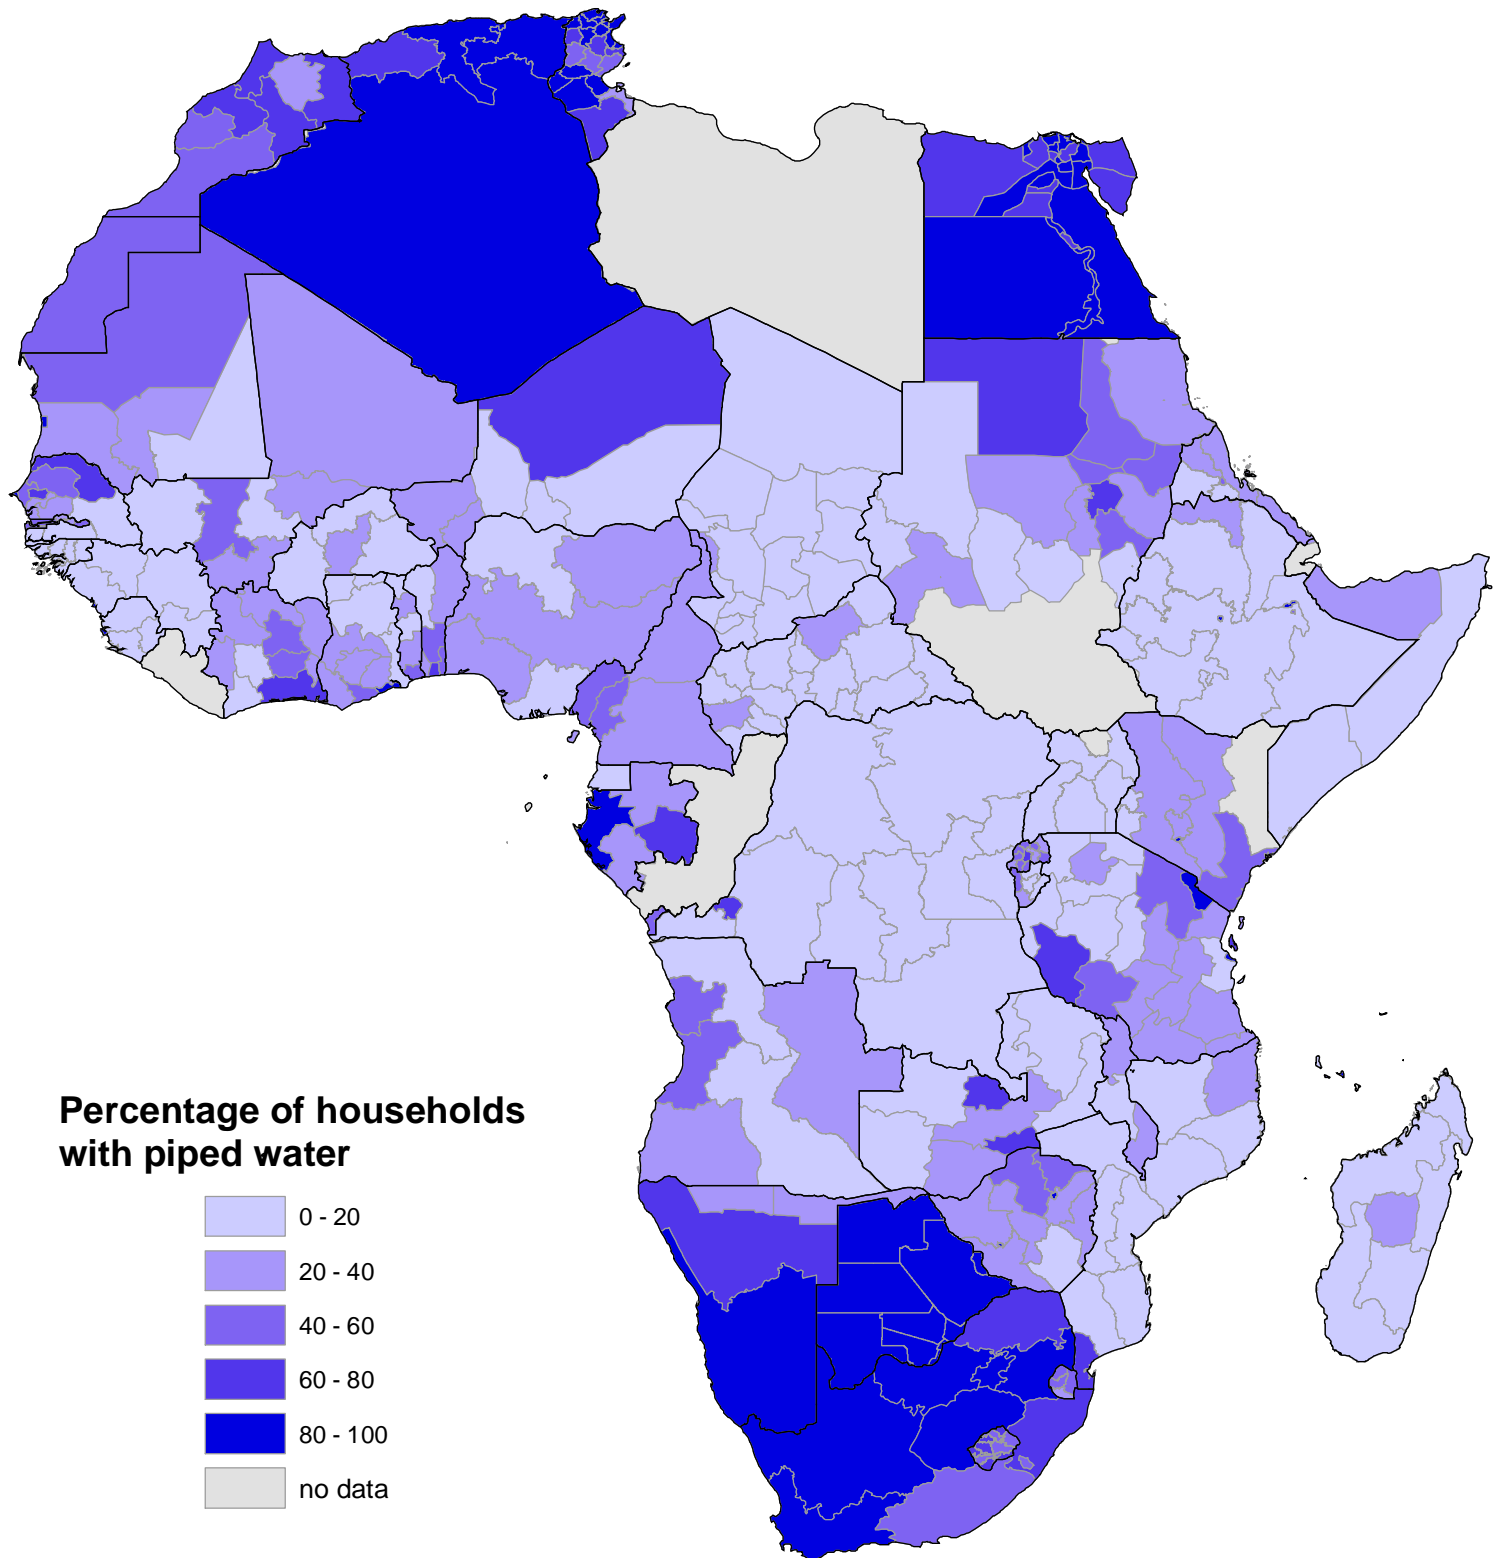 Percentage of households
with piped water
0 - 20
20 - 40
40 - 60
60 - 80
80 - 100
no data